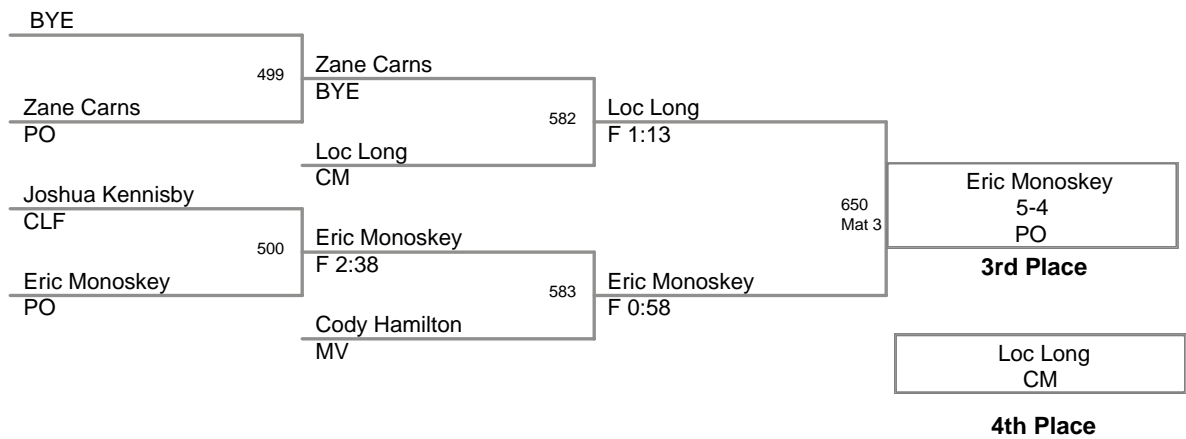 BYE
499
Zane Carns
PO
Zane Carns
BYE
582
Loc Long
CM
Loc Long
F 1:13
Joshua Kennisby
CLF
500
Eric Monoskey
PO
Eric Monoskey
F 2:38
583
Cody Hamilton
MV
Eric Monoskey
F 0:58
650
Mat 3
Eric Monoskey
5-4
PO
3rd Place
Loc Long
CM
4th Place